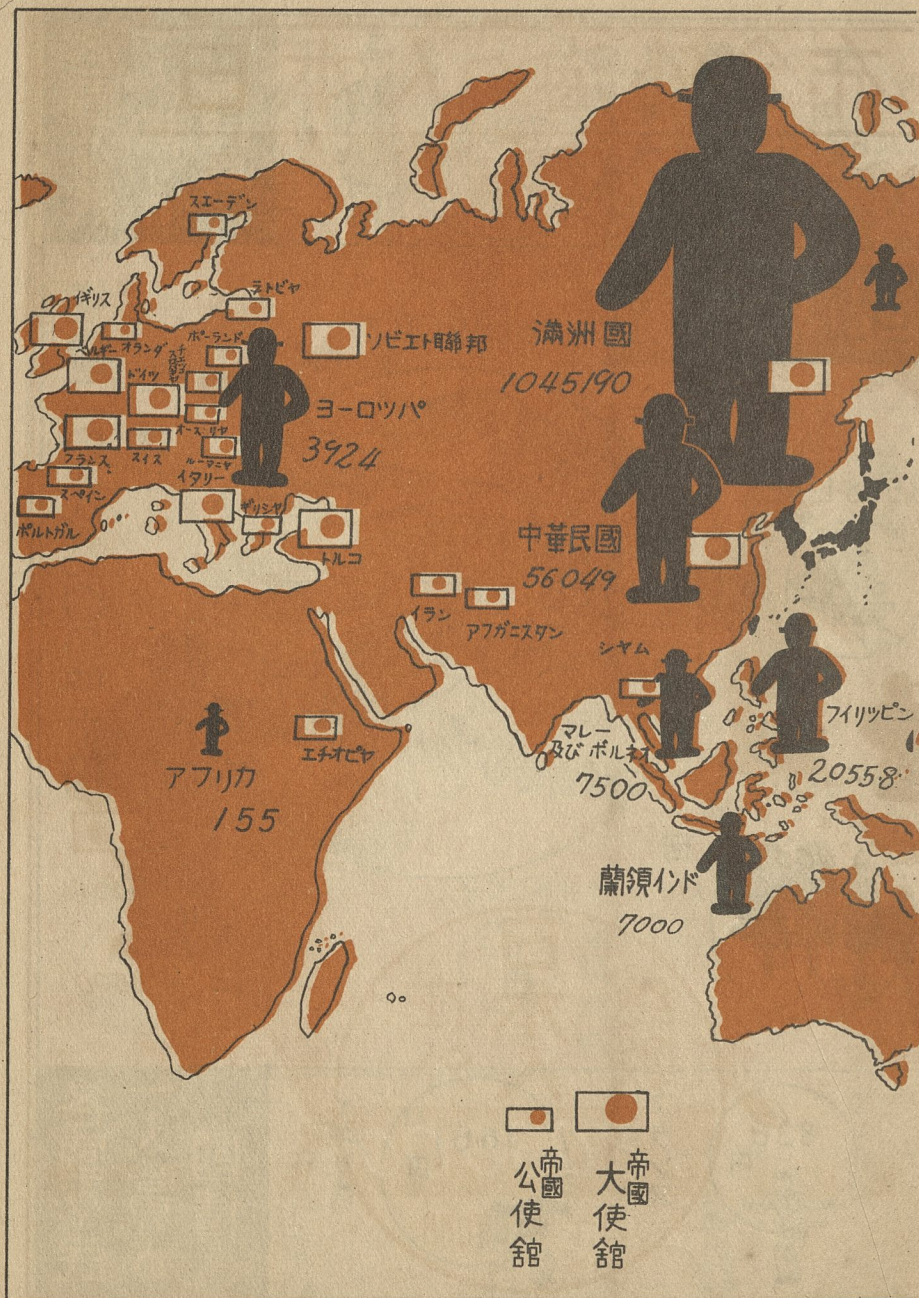 スエーデン
イギリス
ラトビヤ
ベルギー
オランダ
ポーランド
ソビエト聯邦
ドイツ
ヨーロツパ
3924
フランス
スイス
ルーマニヤ
イタリー
スペイン
ギリシヤ
ポルトガル
トルコ
滿洲國
1045190
中華民國
56049
イラン
アフガニスタン
シヤム
マレー
及び ボルネオ
7500
フイリツピン
20558
アフリカ
155
エチオピヤ
蘭領インド
7000
帝國
大使館
帝國
公使館